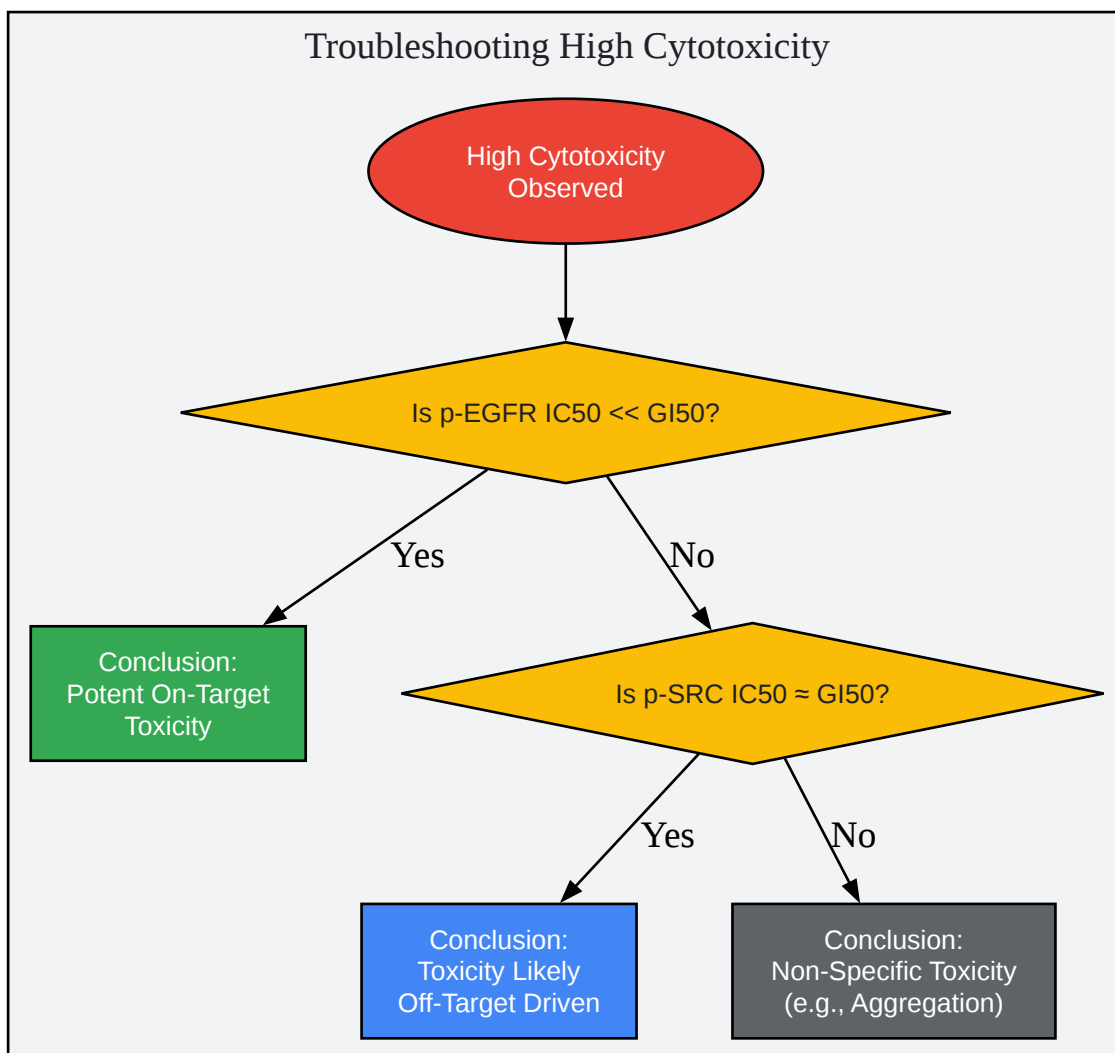 Troubleshooting High Cytotoxicity
High Cytotoxicity
Observed
Is p-EGFR IC50 << GI50?
Yes
No
Conclusion:
Potent On-Target
Toxicity
Is p-SRC IC50 ≈ GI50?
Yes
No
Conclusion:
Toxicity Likely
Off-Target Driven
Conclusion:
Non-Specific Toxicity
(e.g., Aggregation)